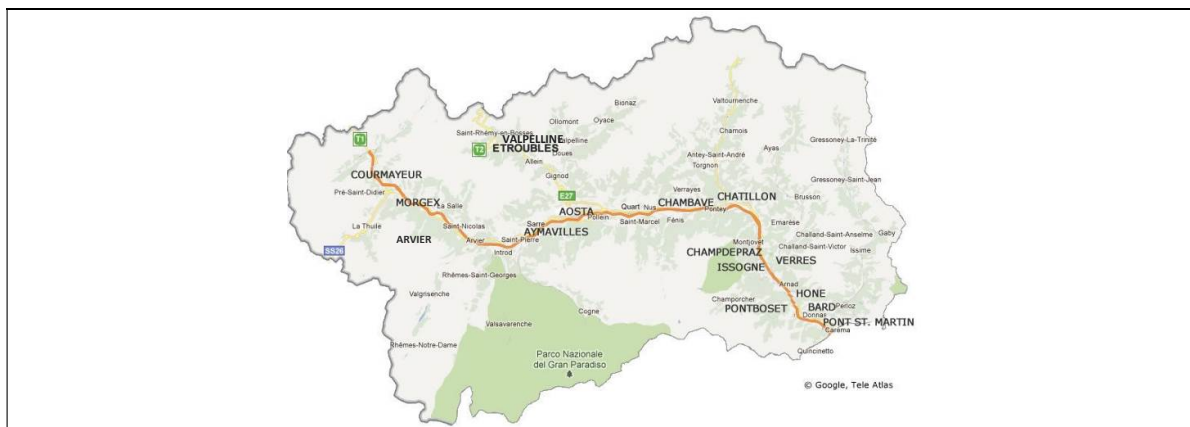 Bionaz
Valtournenche
Ollomont
Oyace
Saint-Rhémy-en-Bosses
Chamois
T1
VALPELLINE
Valpelline
Gressoney-La-Trinité
T2
ETROUBLES
Doues
Ayas
Allein
Antey-Saint-André
Torgnon
COURMAYEUR
Gignod
Gressoney-Saint-Jean
Pré-Saint-Didier
E27
Verrayes
CHATILLON
Brusson
MORGEX
La Salle
AOSTA
Quart
Nus
CHAMBAVE
Pontey
Pollein
Saint-Marcel
Fénis
La Thuile
Saint-Nicolas
Sarre
AYMAVILLES
Emarèse
Challand-Saint-Anselme
Gaby
ARVIER
Arvier
Saint-Pierre
Montjovet
Challand-Saint-Victor
Issime
SS26
Introd
CHAMPDEPRAZ
VERRES
ISSOGNE
Rhêmes-Saint-Georges
Arnad
Valgrisenche
HONE
Champorcher
PONTBOSET
BARD
Perloz
Cogne
Donnas
Valsavarenche
PONT ST. MARTIN
Carema
Rhêmes-Notre-Dame
Quincinetto
Parco Nazionale
del Gran Paradiso
© Google, Tele Atlas